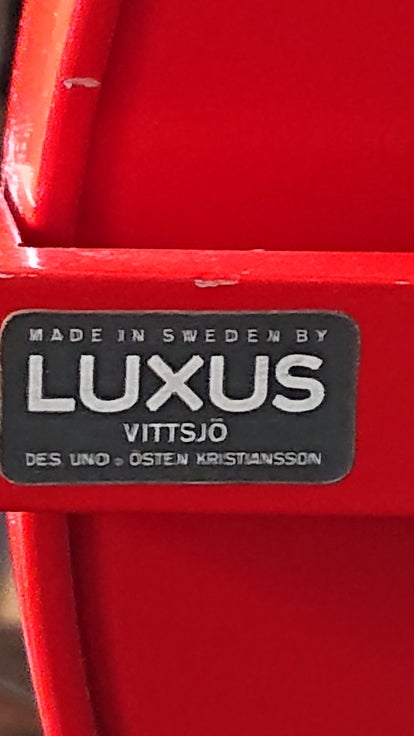 MADE IN SWEDEN BY
LUXUS
VITTSJÖ
DES UNO & ÖSTEN KRISTIANSSON